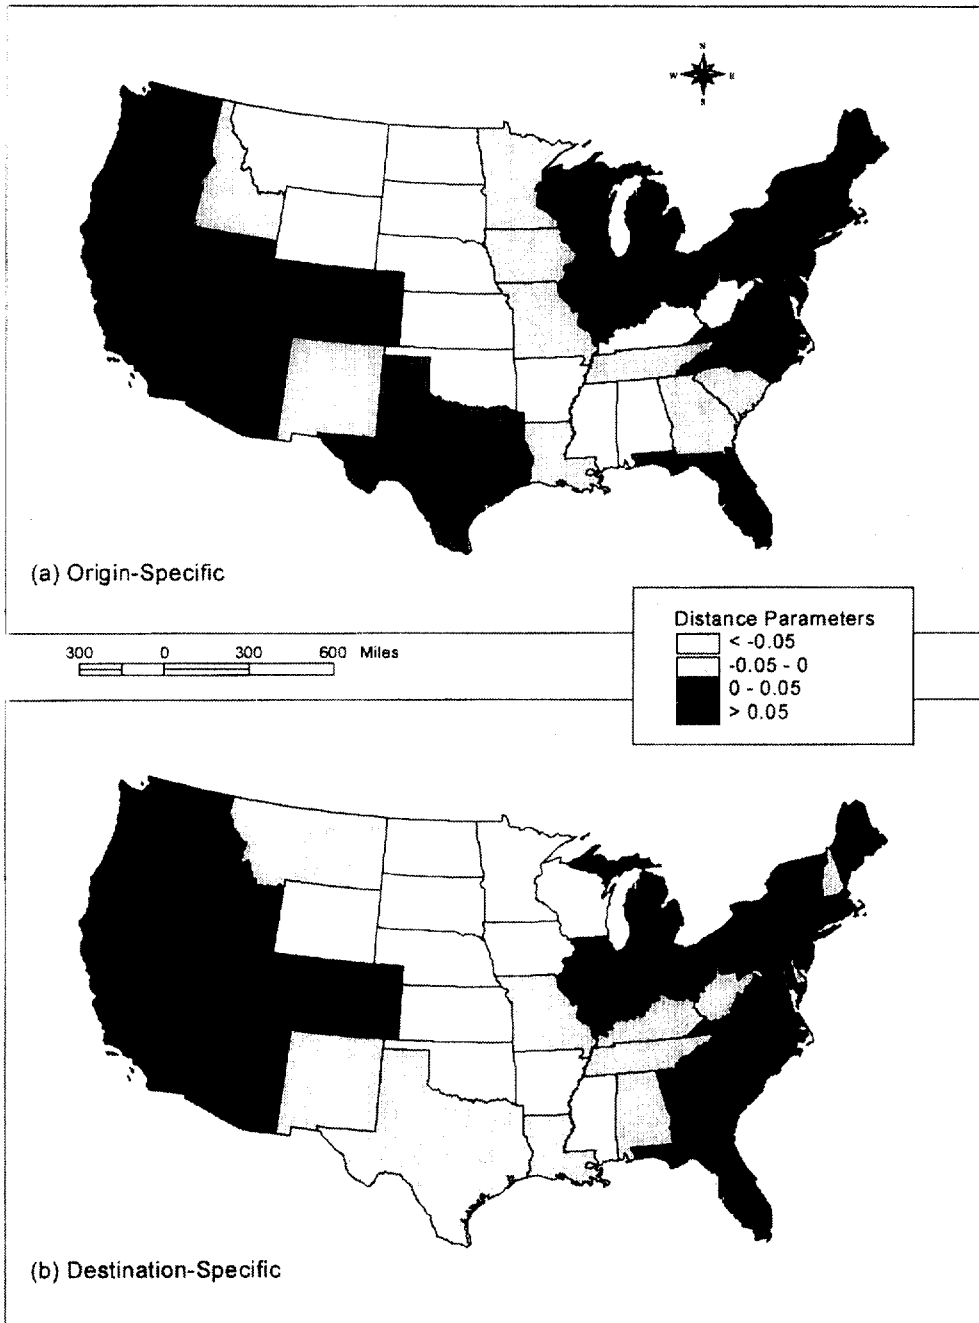 N
W E
S
(a) Origin-Specific
Distance Parameters
< -0.05
-0.05 - 0
0 - 0.05
> 0.05
300 0 300 600 Miles
(b) Destination-Specific